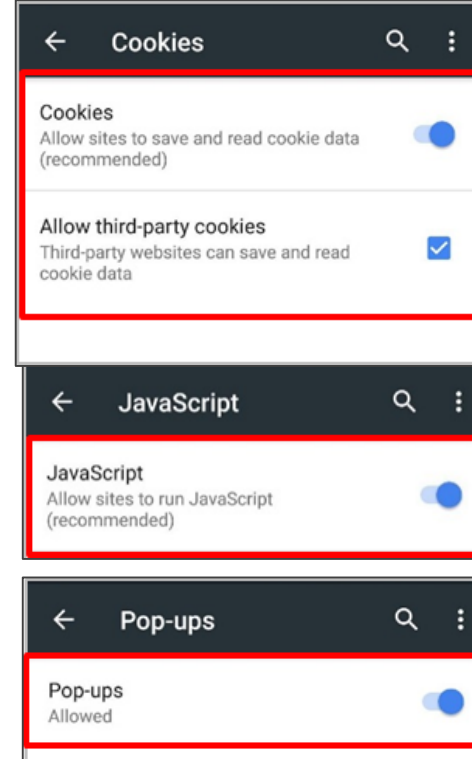 Cookies
Cookies
Allow sites to save and read cookie data
(recommended)
Allow third-party cookies
Third-party websites can save and read
cookie data
JavaScript
JavaScript
Allow sites to run JavaScript
(recommended)
Pop-ups
Pop-ups
Allowed